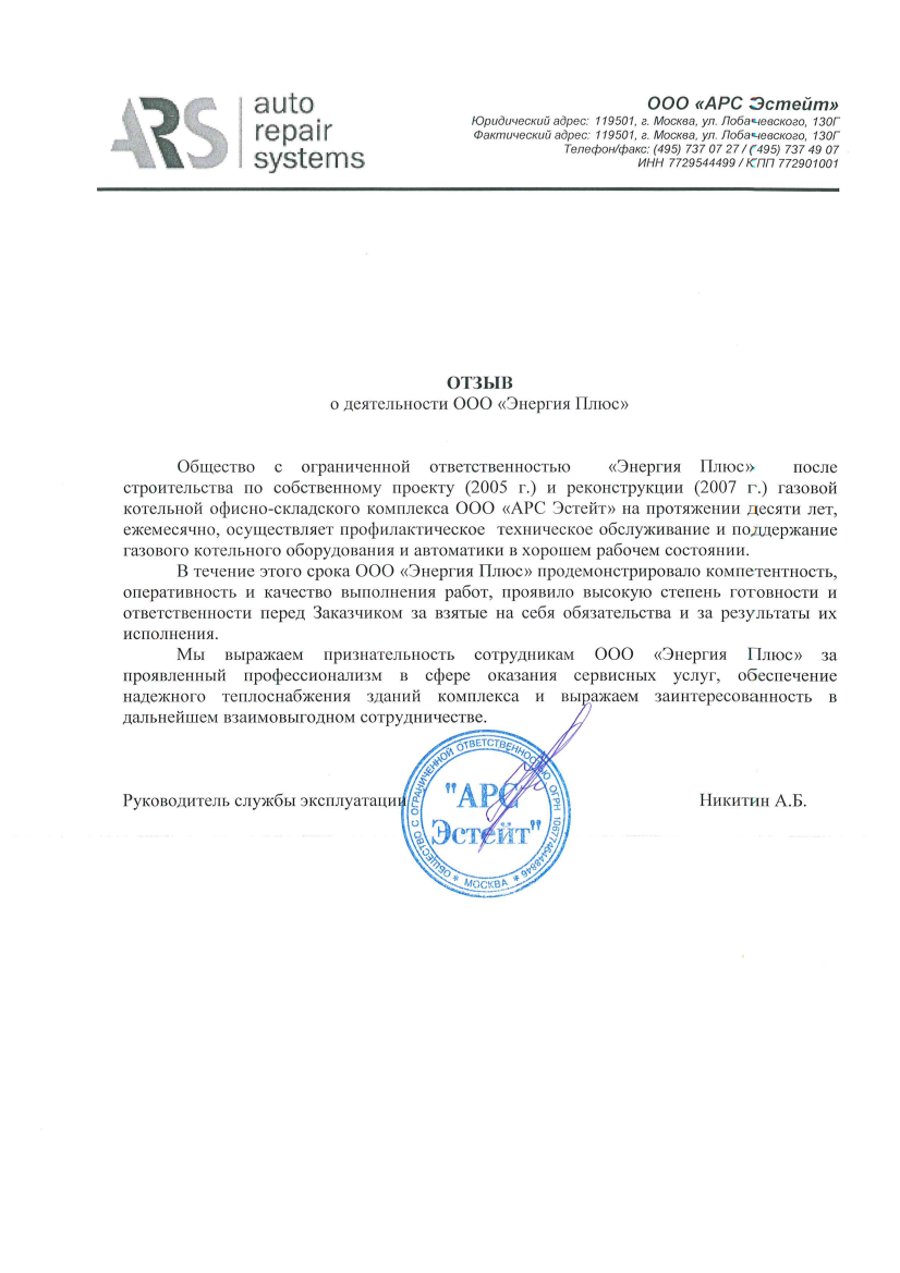 ARS
auto
repair
systems
ООО «АРС Эстейт»
Юридический адрес: 119501, г. Москва, ул. Лобачевского, 130Г
Фактический адрес: 119501, г. Москва, ул. Лобачевского, 130Г
Телефон/факс: (495) 737 07 27 / (495) 737 49 07
ИНН 7729544499 / КПП 772901001
ОТЗЫВ
о деятельности ООО «Энергия Плюс»
Общество с ограниченной ответственностью «Энергия Плюс» после
строительства по собственному проекту (2005 г.) и реконструкции (2007 г.) газовой
котельной офисно-складского комплекса ООО «АРС Эстейт» на протяжении десяти лет,
ежемесячно, осуществляет профилактическое техническое обслуживание и поддержание
газового котельного оборудования и автоматики в хорошем рабочем состоянии.
В течение этого срока ООО «Энергия Плюс» продемонстрировало компетентность,
оперативность и качество выполнения работ, проявило высокую степень готовности и
ответственности перед Заказчиком за взятые на себя обязательства и за результаты их
исполнения.
Мы выражаем признательность сотрудникам ООО «Энергия Плюс» за
проявленный профессионализм в сфере оказания сервисных услуг, обеспечение
надежного теплоснабжения зданий комплекса и выражаем заинтересованность в
дальнейшем взаимовыгодном сотрудничестве.
Руководитель службы эксплуатации
Никитин А.Б.
ОБЩЕСТВО С ОГРАНИЧЕННОЙ ОТВЕТСТВЕННОСТЬЮ ОГРН 1067746448846
* МОСКВА *
"АРС
Эстейт"